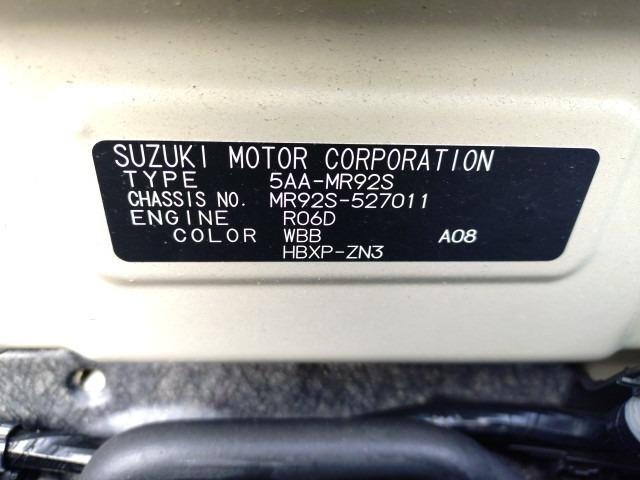 SUZUKI MOTOR CORPORATION
TYPE 5AA-MR92S
CHASSIS NO. MR92S-527011
ENGINE R06D
COLOR WBB A08
HBXP-ZN3